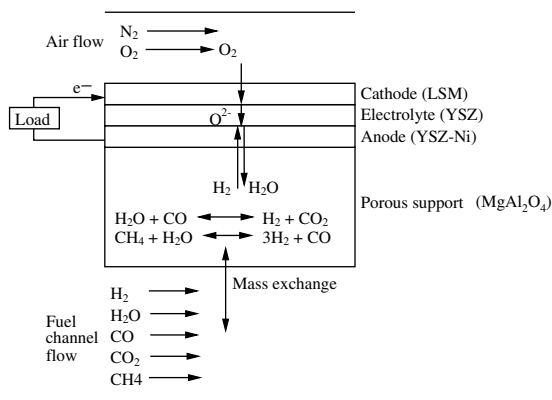 N₂
Air flow
O₂ O₂
e⁻
Cathode (LSM)
Load
O²⁻ Electrolyte (YSZ)
Anode (YSZ-Ni)
H₂ H₂O
Porous support (MgAl₂O₄)
H₂O + CO H₂ + CO₂
CH₄ + H₂O 3H₂ + CO
Mass exchange
H₂
H₂O
Fuel
channel
flow
CO
CO₂
CH4